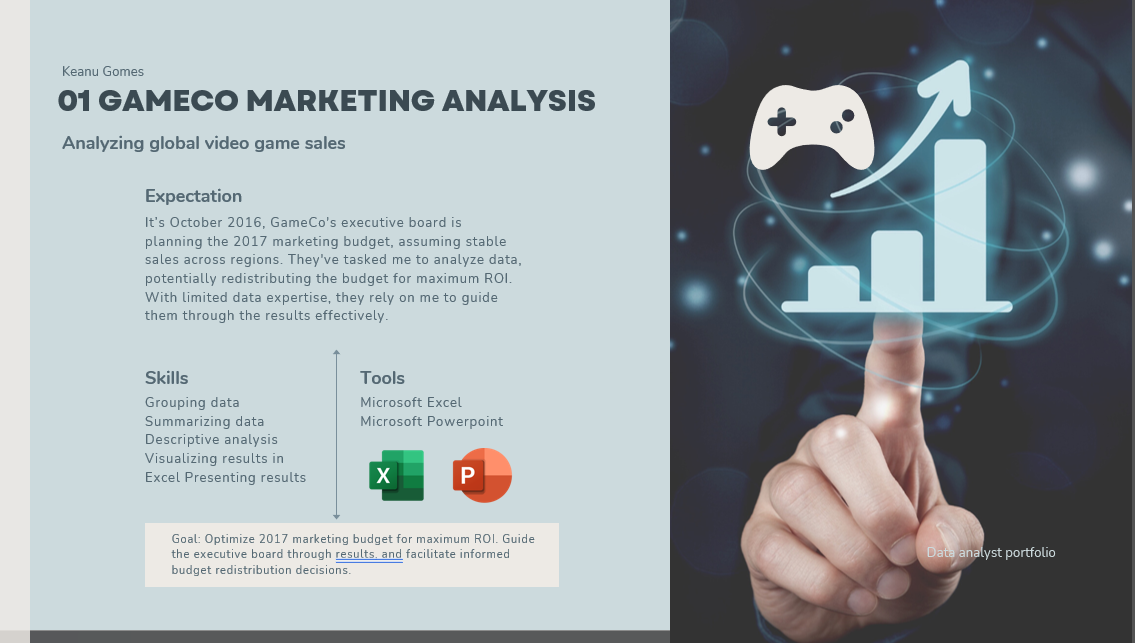 Keanu Gomes
01 GAMECO MARKETING ANALYSIS
Analyzing global video game sales
Expectation
It's October 2016, GameCo's executive board is
planning the 2017 marketing budget, assuming stable
sales across regions. They've tasked me to analyze data,
potentially redistributing the budget for maximum ROI.
With limited data expertise, they rely on me to guide
them through the results effectively.
Skills
Grouping data
Summarizing data
Descriptive analysis
Visualizing results in
Excel Presenting results
Tools
Microsoft Excel
Microsoft Powerpoint
X
P
Goal: Optimize 2017 marketing budget for maximum ROI. Guide
the executive board through results. and facilitate informed
budget redistribution decisions.
Data analyst portfolio